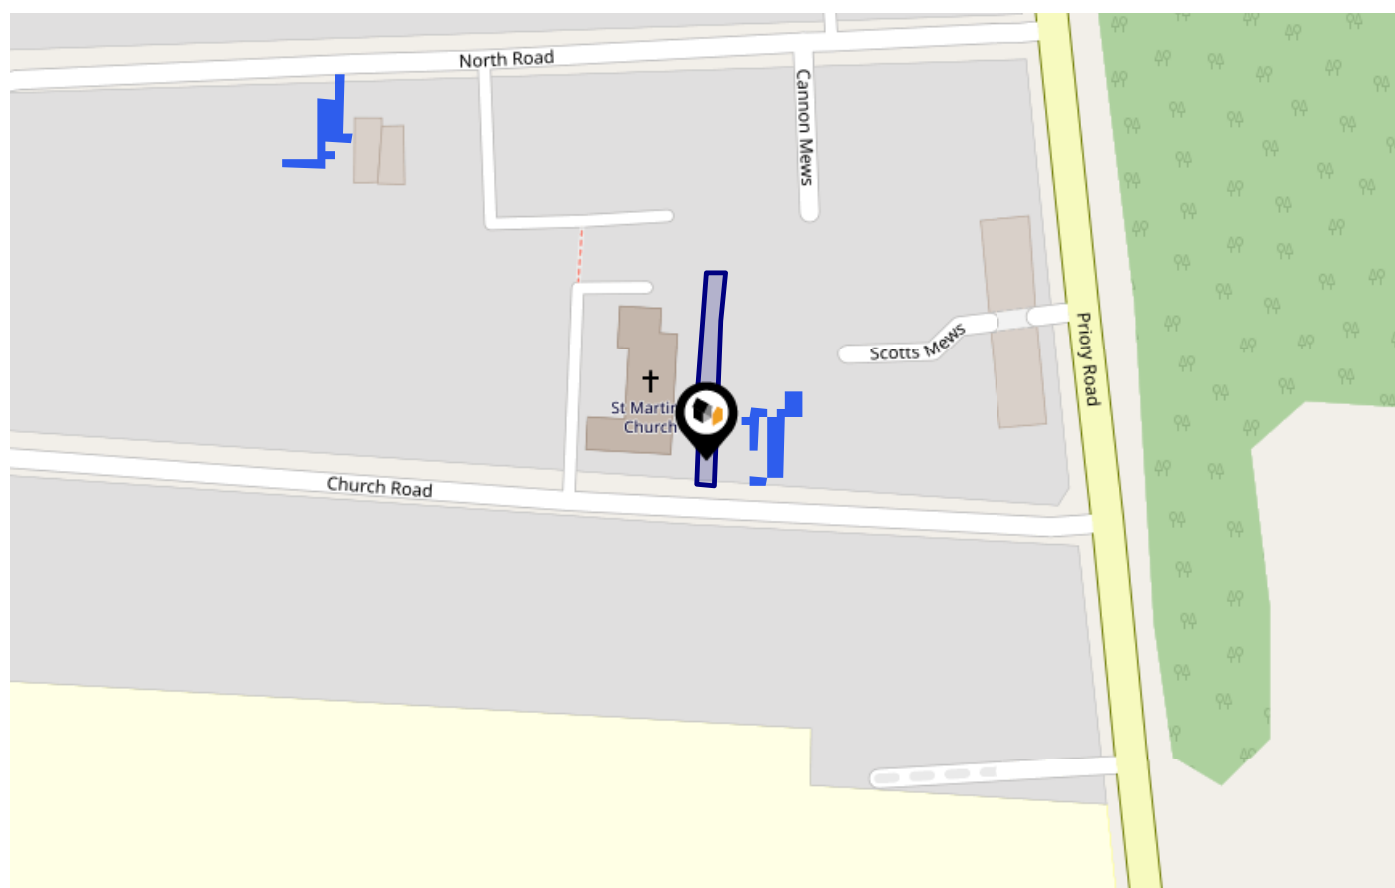 North Road
Cannon Mews
Priory Road
Scotts Mews
St Martin
Church
Church Road